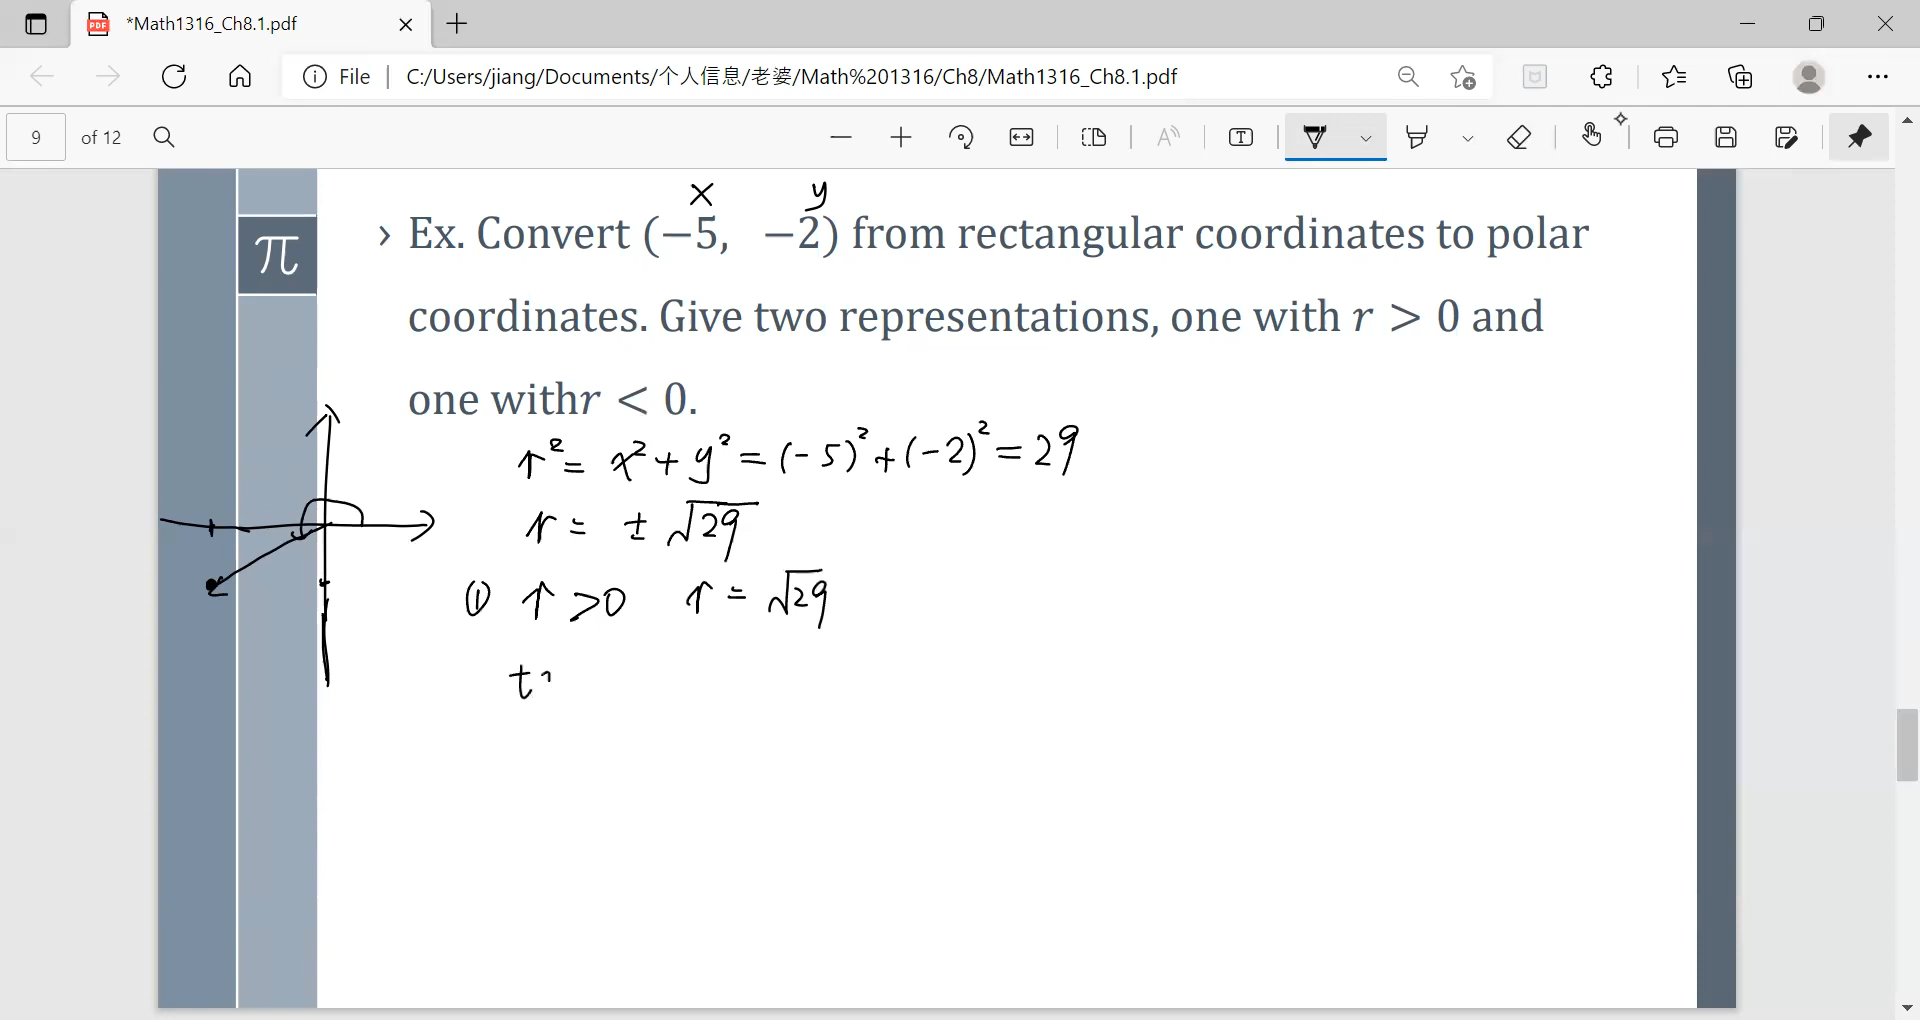 *Math1316_Ch8.1.pdf
File | C:/Users/jiang/Documents/个人信息/老婆/Math%201316/Ch8/Math1316_Ch8.1.pdf
9 of 12
x y
π
› Ex. Convert (−5, −2) from rectangular coordinates to polar
coordinates. Give two representations, one with r > 0 and
one withr < 0.
r² = x² + y² = (-5)² + (-2)² = 29
r = ± √29
① r > 0 r = √29
t